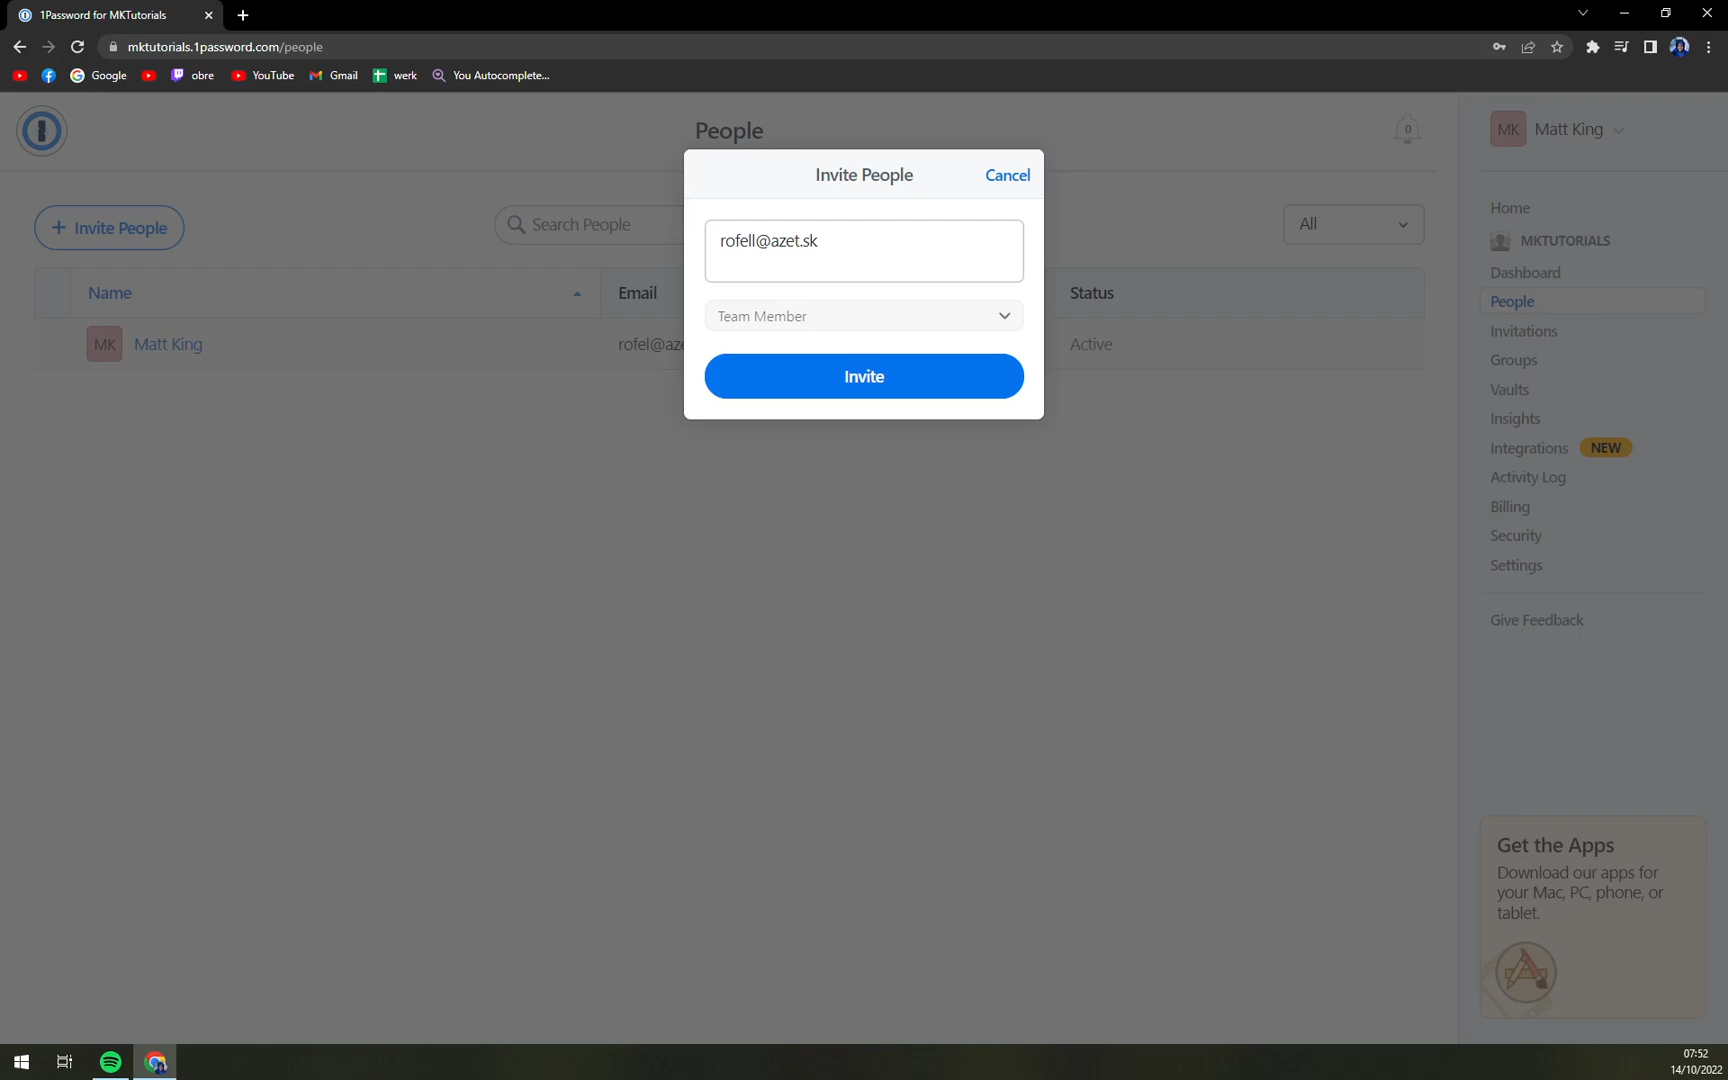 1Password for MKTutorials
mktutorials.1password.com/people
Google
obre
YouTube
Gmail
werk
You Autocomplete...
People
0
MK Matt King
Invite People Cancel
+ Invite People
Search People
All
rofell@azet.sk
Team Member
Invite
Name
Email
Status
MK Matt King
rofel@aze
Active
Home
MKTUTORIALS
Dashboard
People
Invitations
Groups
Vaults
Insights
Integrations NEW
Activity Log
Billing
Security
Settings
Give Feedback
Get the Apps
Download our apps for
your Mac, PC, phone, or
tablet.
07:52
14/10/2022